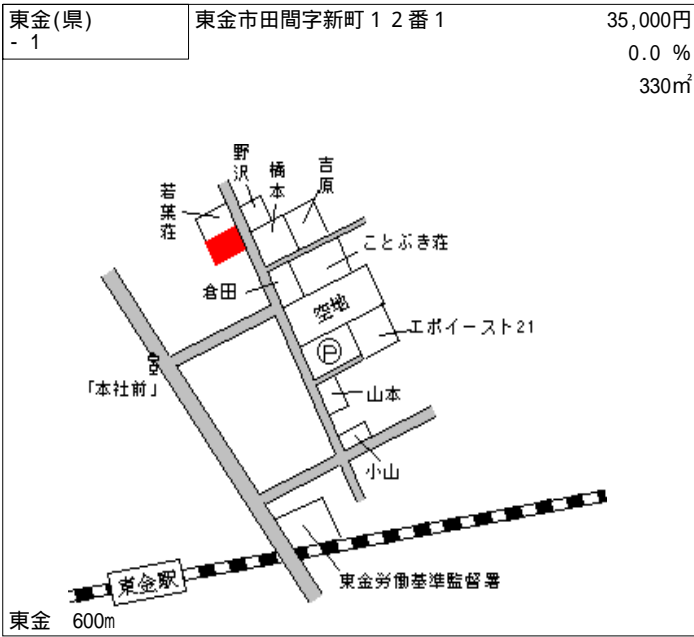 東金(県)
- 1
東金市田間字新町１２番１
35,000円
0.0 %
330㎡
野沢
橋本
吉原
若葉荘
ことぶき荘
倉田
空地
エポイースト21
P
「本社前」
山本
小山
東金駅
東金労働基準監督署
東金 600m